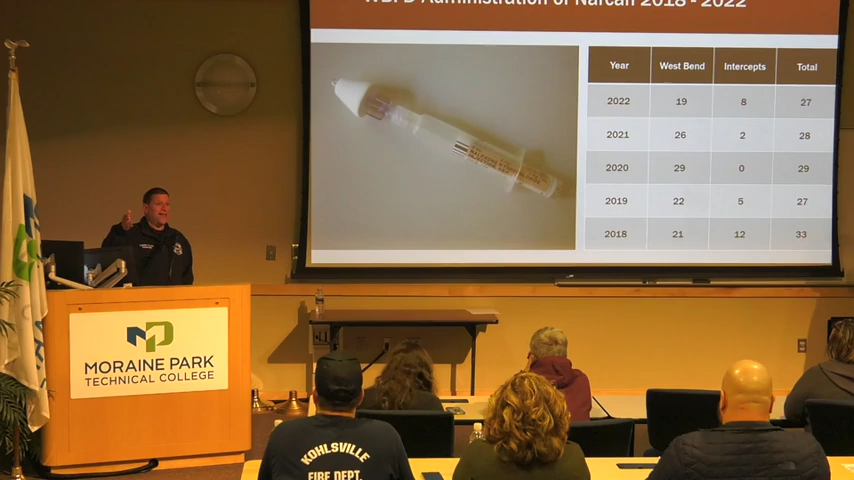 WBFD Administration of Narcan 2018 - 2022
Year West Bend Intercepts Total
2022 19 8 27
2021 26 2 28
2020 29 0 29
2019 22 5 27
2018 21 12 33
MORAINE PARK
TECHNICAL COLLEGE
KOHLSVILLE
FIRE DEPT.